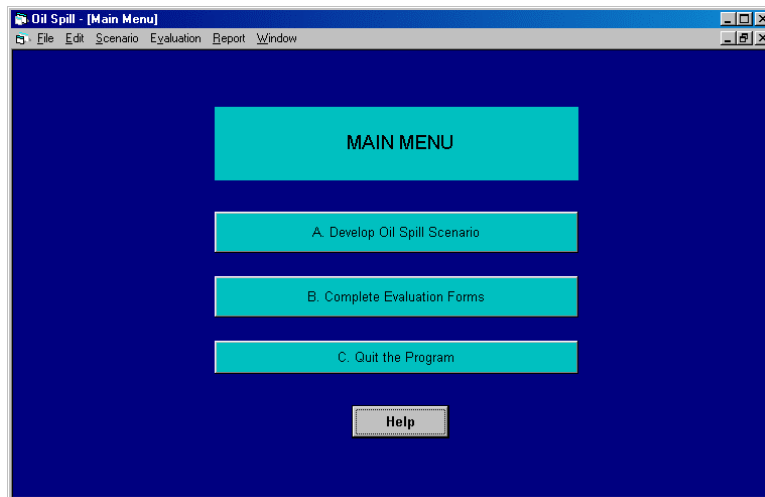 Oil Spill - [Main Menu]
File Edit Scenario Evaluation Report Window
MAIN MENU
A. Develop Oil Spill Scenario
B. Complete Evaluation Forms
C. Quit the Program
Help